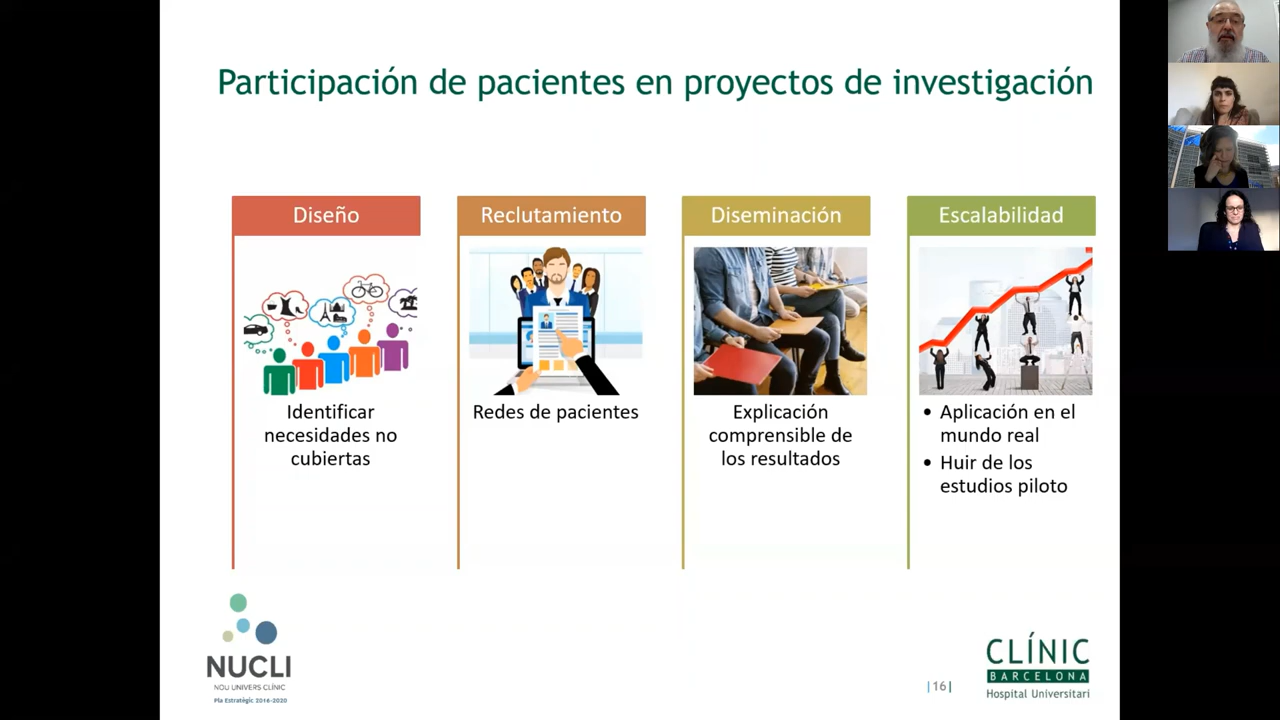 Participación de pacientes en proyectos de investigación
Diseño
Identificar
necesidades no
cubiertas
Reclutamiento
Redes de pacientes
Diseminación
Explicación
comprensible de
los resultados
Escalabilidad
• Aplicación en el
mundo real
• Huir de los
estudios piloto
NUCLI
NOU UNIVERS CLÍNIC
Pla Estratègic 2016-2020
|16|
CLÍNIC
BARCELONA
Hospital Universitari